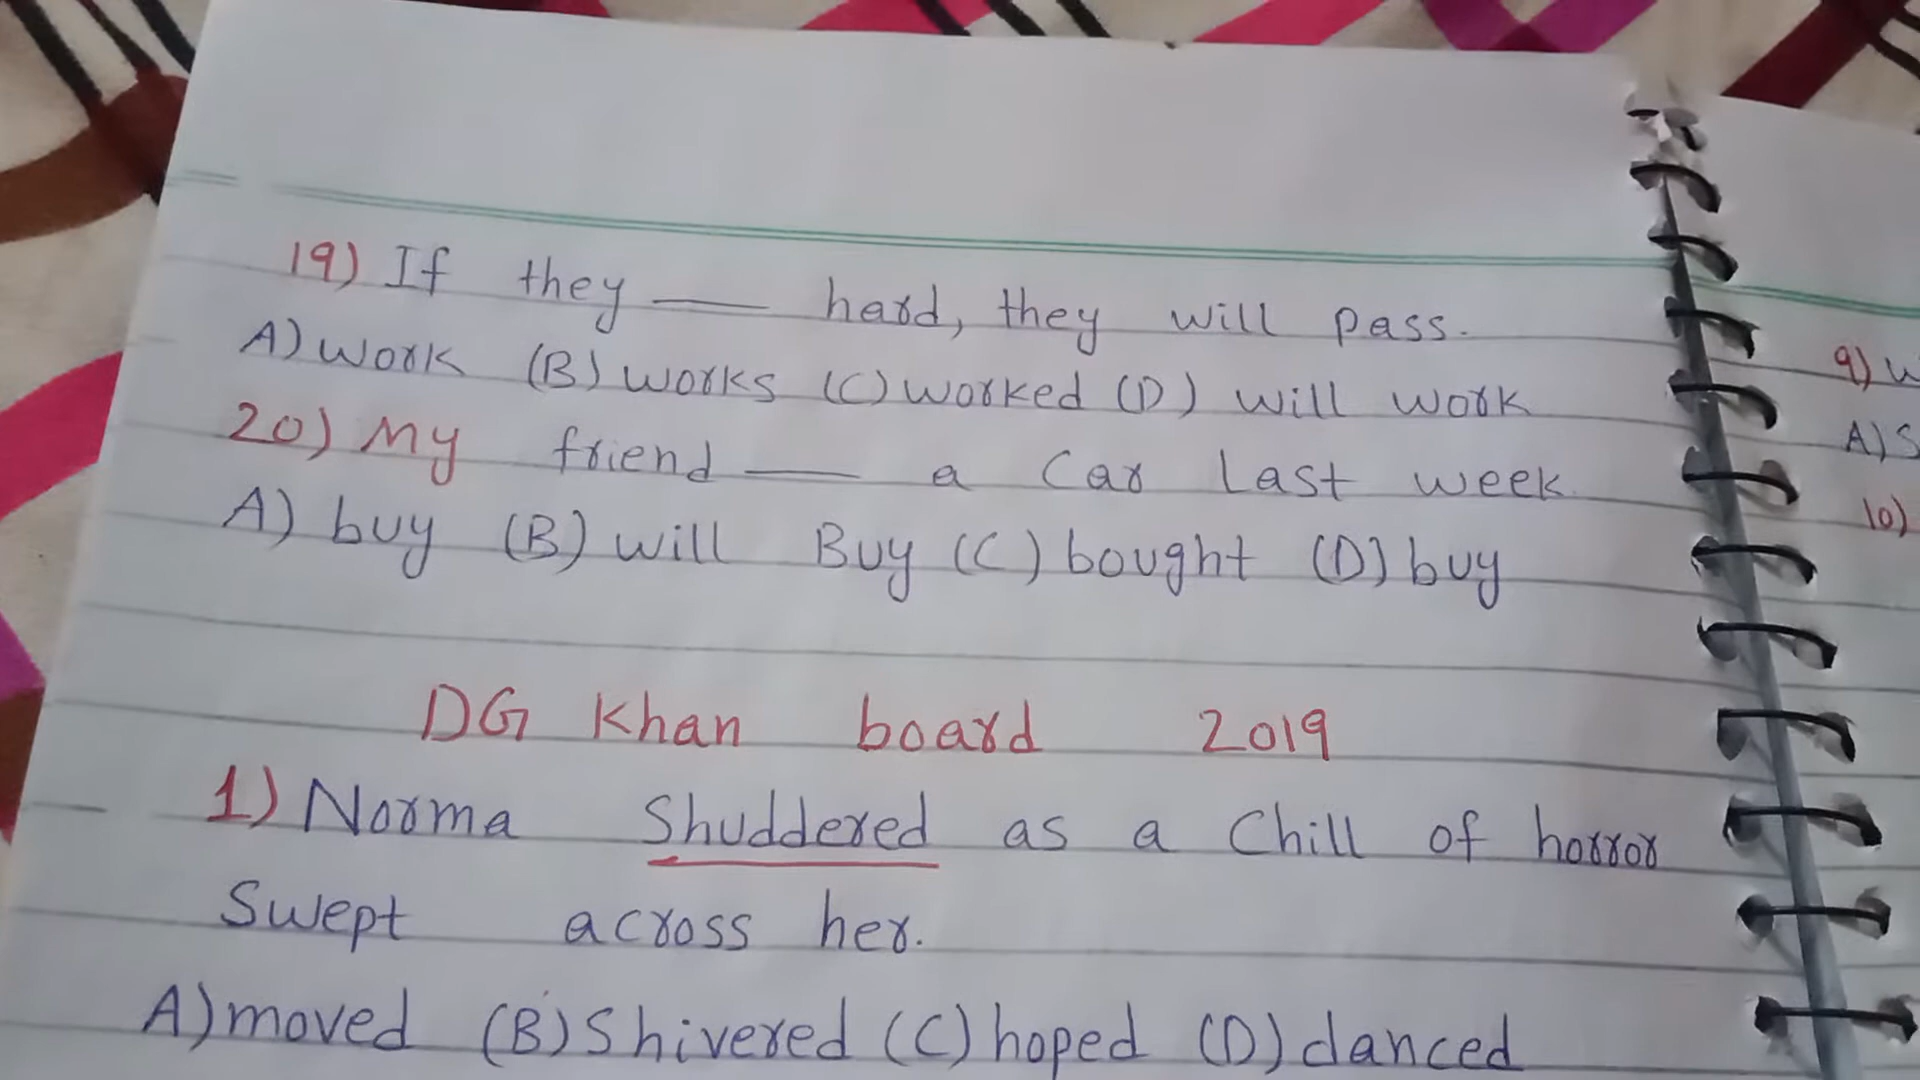 19) If they ___ hard, they will pass.
A) work (B) works (C) worked (D) will work
20) My friend ___ a Car Last week.
A) buy (B) will Buy (C) bought (D) buy
DG Khan board 2019
1) Norma Shuddered as a Chill of horror
Swept across her.
A) moved (B) Shivered (C) hoped (D) danced
9) W
A) S
10)